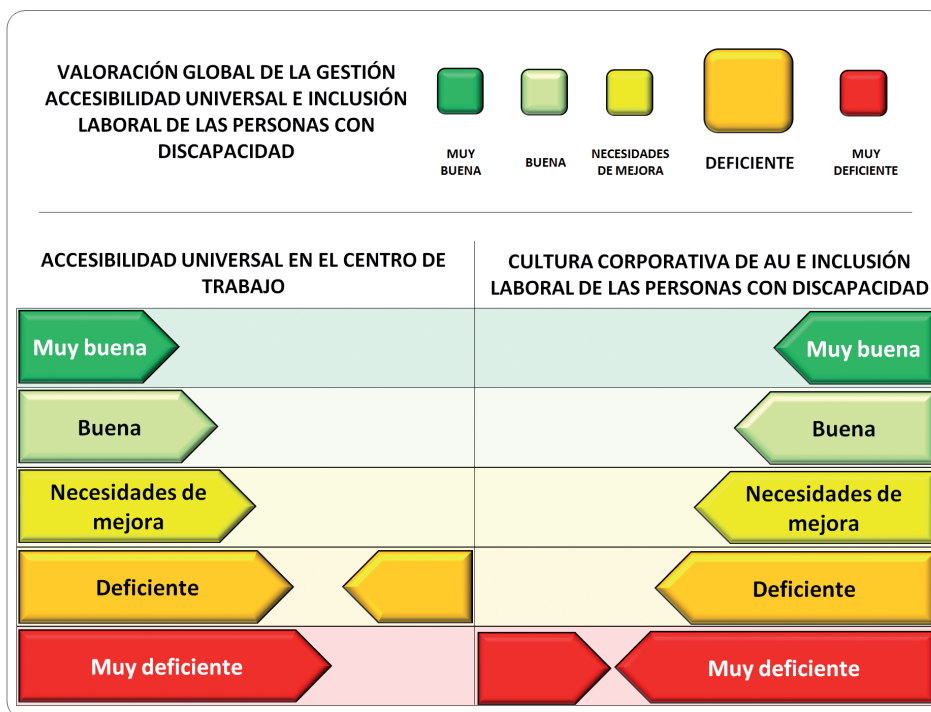 VALORACIÓN GLOBAL DE LA GESTIÓN
ACCESIBILIDAD UNIVERSAL E INCLUSIÓN
LABORAL DE LAS PERSONAS CON
DISCAPACIDAD
MUY
BUENA
BUENA
NECESIDADES
DE MEJORA
DEFICIENTE
MUY
DEFICIENTE
ACCESIBILIDAD UNIVERSAL EN EL CENTRO DE
TRABAJO
CULTURA CORPORATIVA DE AU E INCLUSIÓN
LABORAL DE LAS PERSONAS CON DISCAPACIDAD
Muy buena
Muy buena
Buena
Buena
Necesidades de
mejora
Necesidades de
mejora
Deficiente
Deficiente
Muy deficiente
Muy deficiente